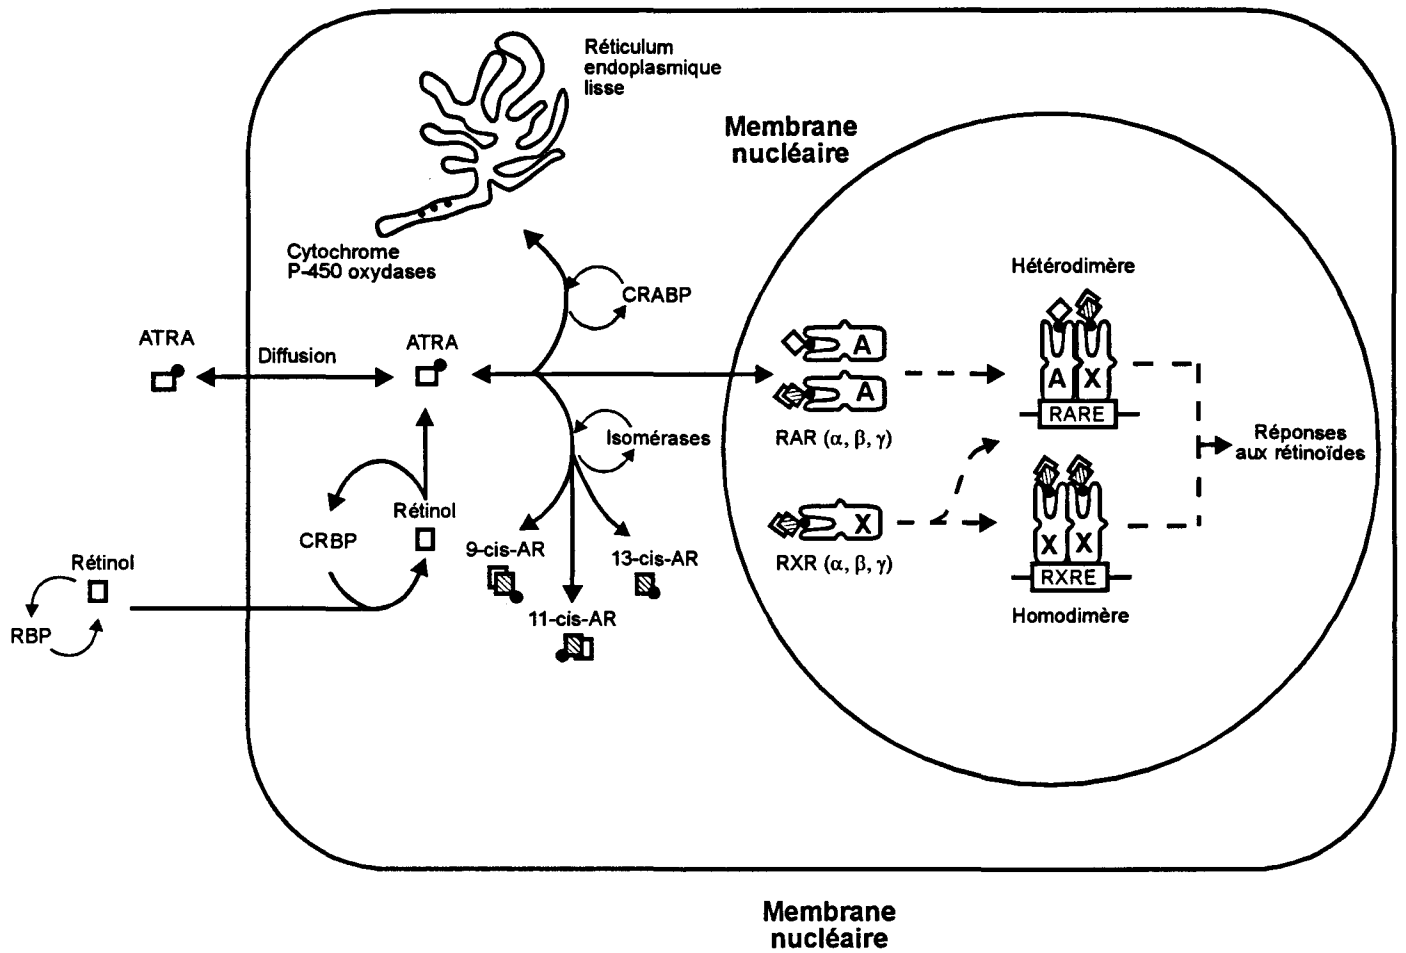 Réticulum
endoplasmique
lisse
Membrane
nucléaire
Cytochrome
P-450 oxydases
Hétérodimère
CRABP
ATRA
Diffusion
ATRA
A
A
RAR (α, β, γ)
A X
RARE
Réponses
aux rétinoïdes
Isomérases
Rétinol
CRBP
9-cis-AR
13-cis-AR
11-cis-AR
X
RXR (α, β, γ)
X X
RXRE
Homodimère
Rétinol
RBP
Membrane
nucléaire